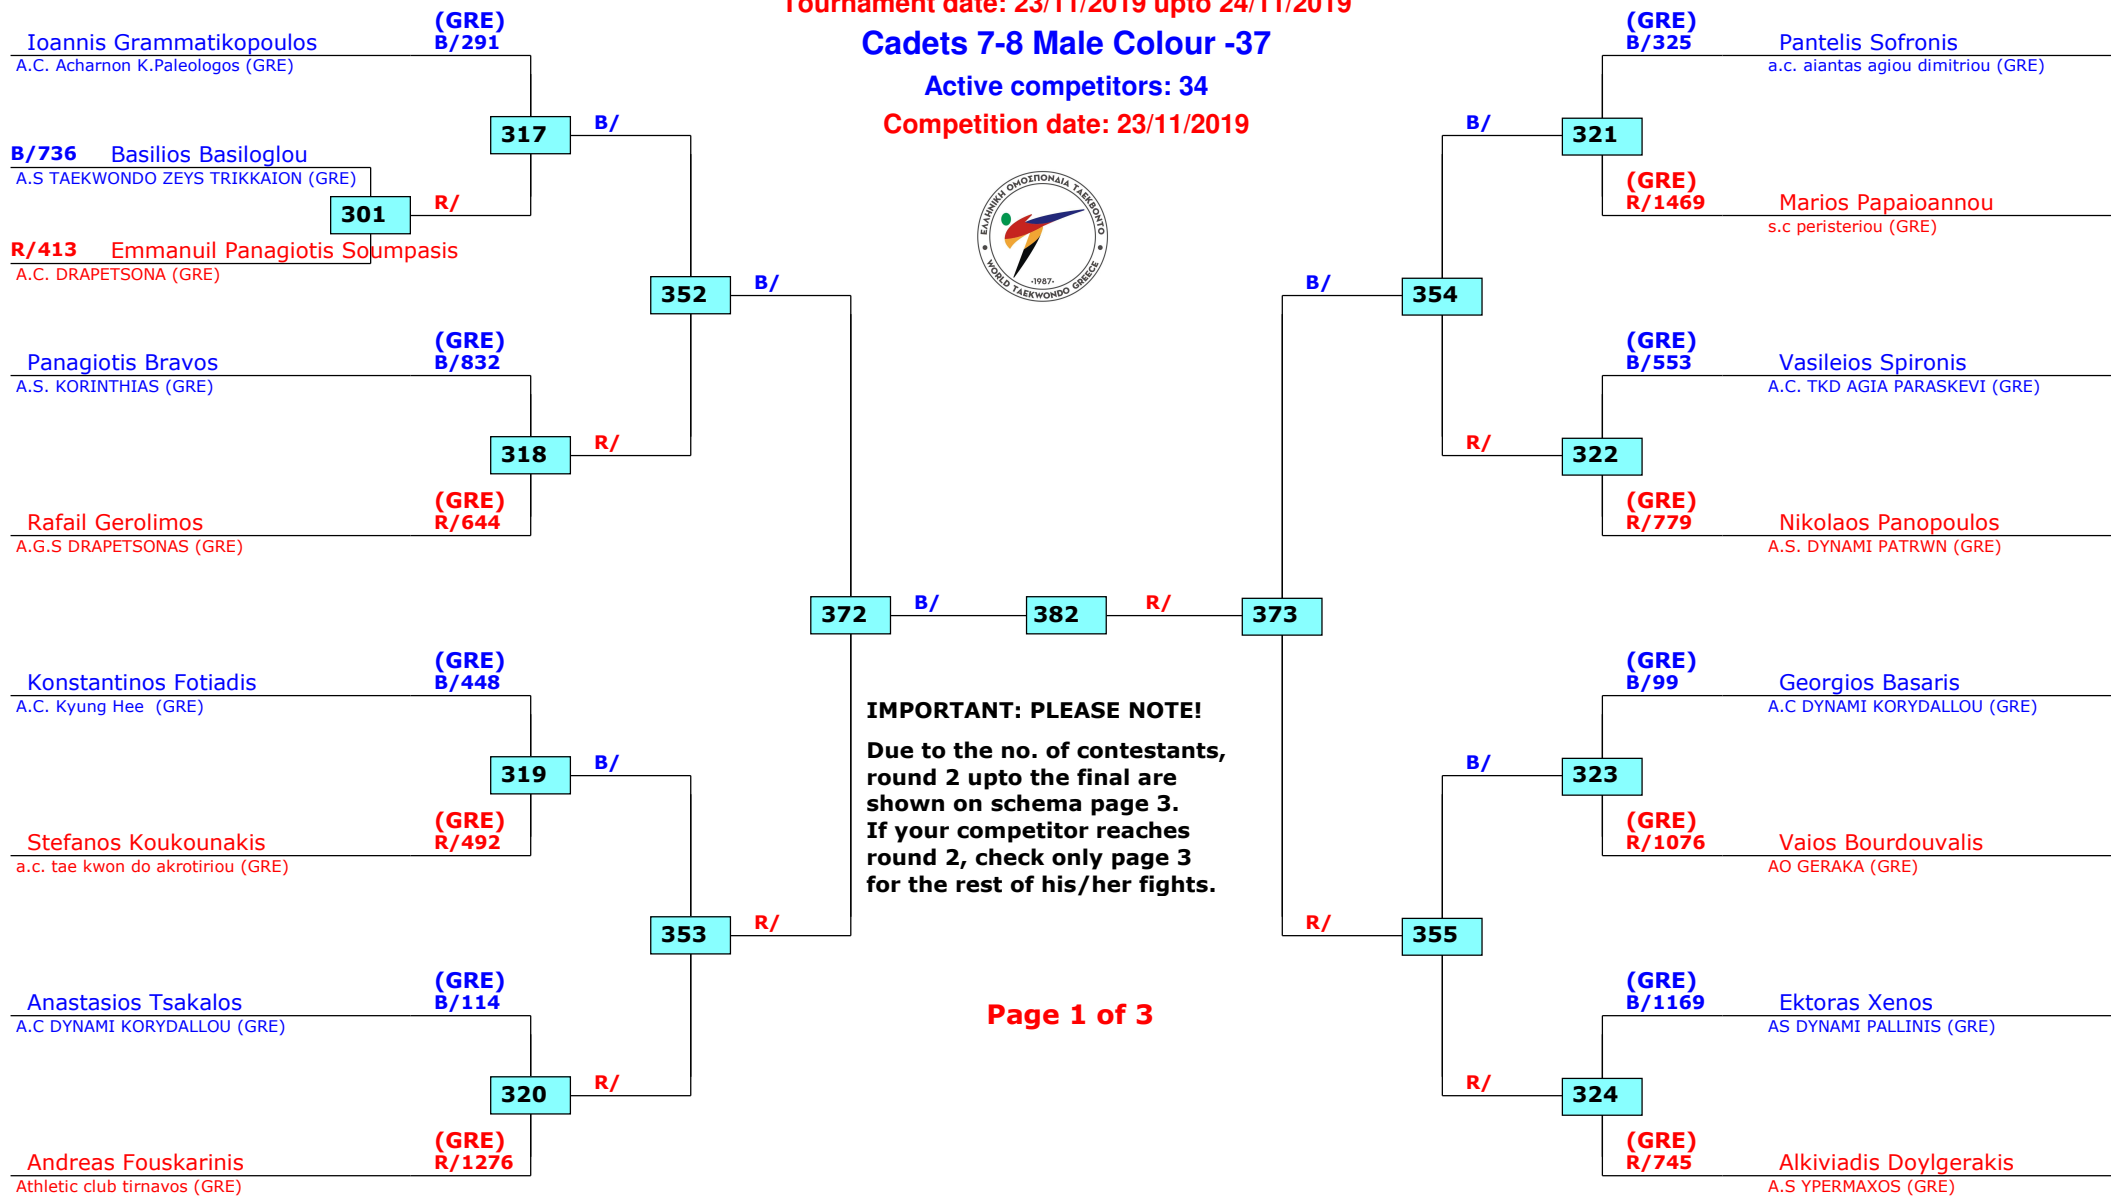 Tournament date: 23/11/2019 upto 24/11/2019
Cadets 7-8 Male Colour -37
Active competitors: 34
Competition date: 23/11/2019
ΕΛΛΗΝΙΚΗ ΟΜΟΣΠΟΝΔΙΑ ΤΑΕΚΒΟΝΤΟ
-1987-
WORLD TAEKWONDO GREECE
(GRE)
Ioannis Grammatikopoulos B/291
A.C. Acharnon K.Paleologos (GRE)
317 B/
B/736 Basilios Basiloglou
A.S TAEKWONDO ZEYS TRIKKAION (GRE)
301 R/
R/413 Emmanuil Panagiotis Soumpasis
A.C. DRAPETSONA (GRE)
352 B/
(GRE)
Panagiotis Bravos B/832
A.S. KORINTHIAS (GRE)
318 R/
(GRE)
Rafail Gerolimos R/644
A.G.S DRAPETSONAS (GRE)
372 B/ 382 R/ 373
(GRE)
Konstantinos Fotiadis B/448
A.C. Kyung Hee (GRE)
319 B/
(GRE)
Stefanos Koukounakis R/492
a.c. tae kwon do akrotiriou (GRE)
353 R/
(GRE)
Anastasios Tsakalos B/114
A.C DYNAMI KORYDALLOU (GRE)
320 R/
(GRE)
Andreas Fouskarinis R/1276
Athletic club tirnavos (GRE)
IMPORTANT: PLEASE NOTE!
Due to the no. of contestants,
round 2 upto the final are
shown on schema page 3.
If your competitor reaches
round 2, check only page 3
for the rest of his/her fights.
Page 1 of 3
(GRE)
B/325 Pantelis Sofronis
a.c. aiantas agiou dimitriou (GRE)
B/ 321
(GRE)
R/1469 Marios Papaioannou
s.c peristeriou (GRE)
B/ 354
(GRE)
B/553 Vasileios Spironis
A.C. TKD AGIA PARASKEVI (GRE)
R/ 322
(GRE)
R/779 Nikolaos Panopoulos
A.S. DYNAMI PATRWN (GRE)
(GRE)
B/99 Georgios Basaris
A.C DYNAMI KORYDALLOU (GRE)
B/ 323
(GRE)
R/1076 Vaios Bourdouvalis
AO GERAKA (GRE)
R/ 355
(GRE)
B/1169 Ektoras Xenos
AS DYNAMI PALLINIS (GRE)
R/ 324
(GRE)
R/745 Alkiviadis Doylgerakis
A.S YPERMAXOS (GRE)